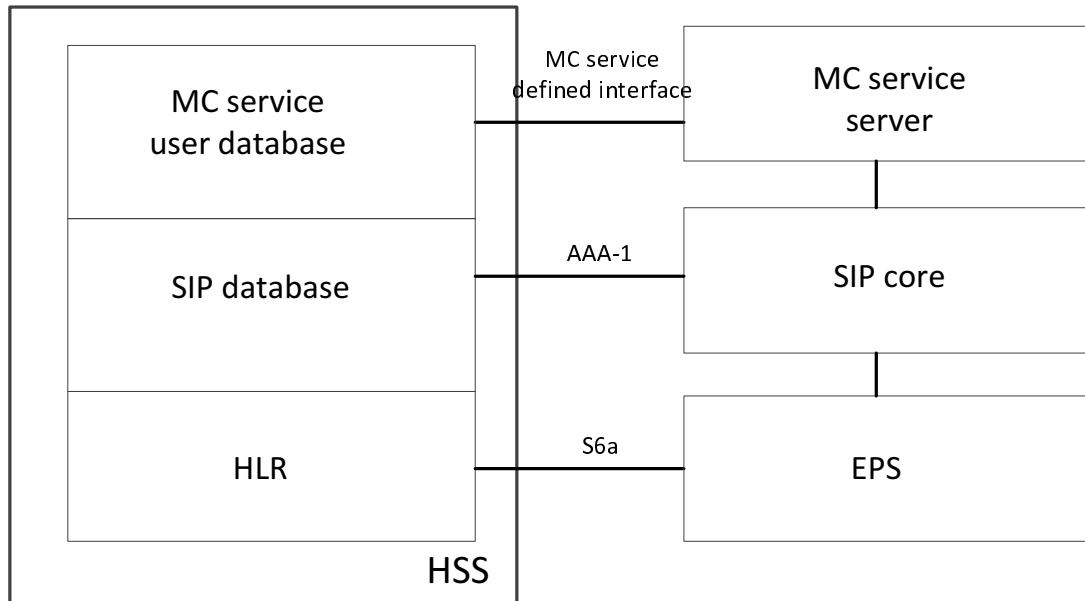 MC service
user database
MC service
defined interface
MC service
server
SIP database
AAA-1
SIP core
HLR
S6a
EPS
HSS